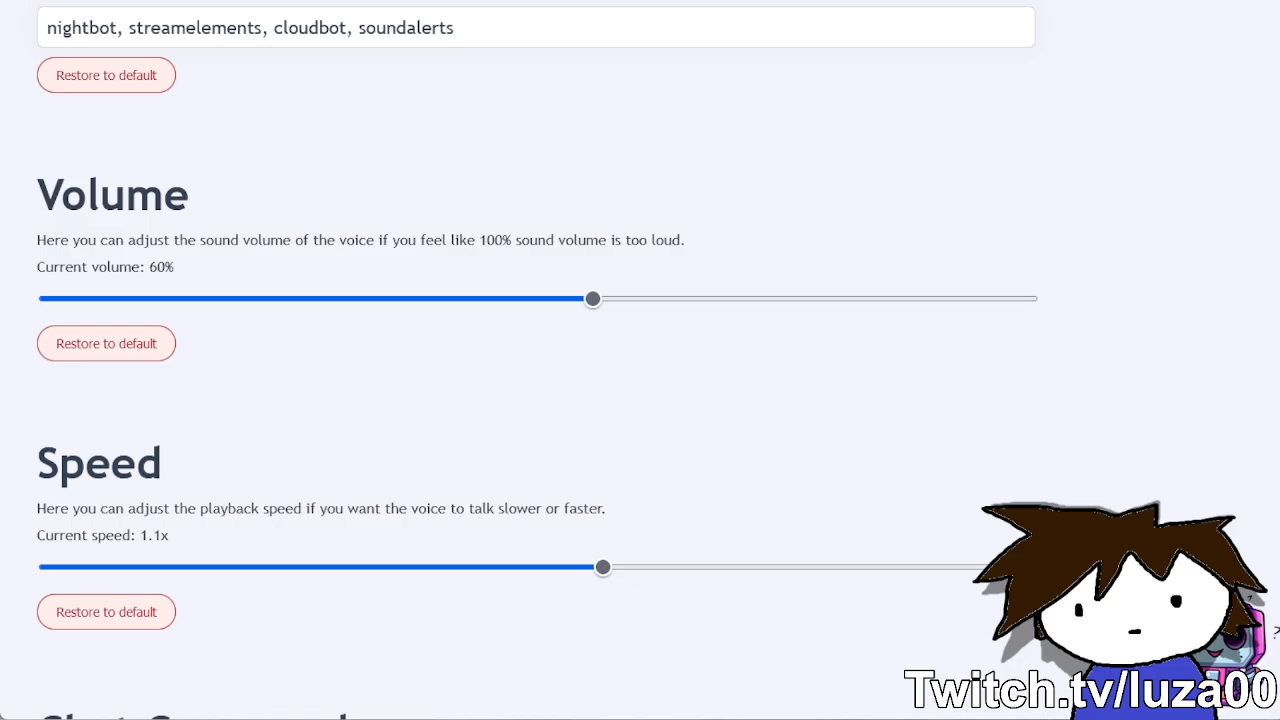 nightbot, streamelements, cloudbot, soundalerts
Restore to default
Volume
Here you can adjust the sound volume of the voice if you feel like 100% sound volume is too loud.
Current volume: 60%
Restore to default
Speed
Here you can adjust the playback speed if you want the voice to talk slower or faster.
Current speed: 1.1x
Restore to default
?
Twitch.tv/luza00